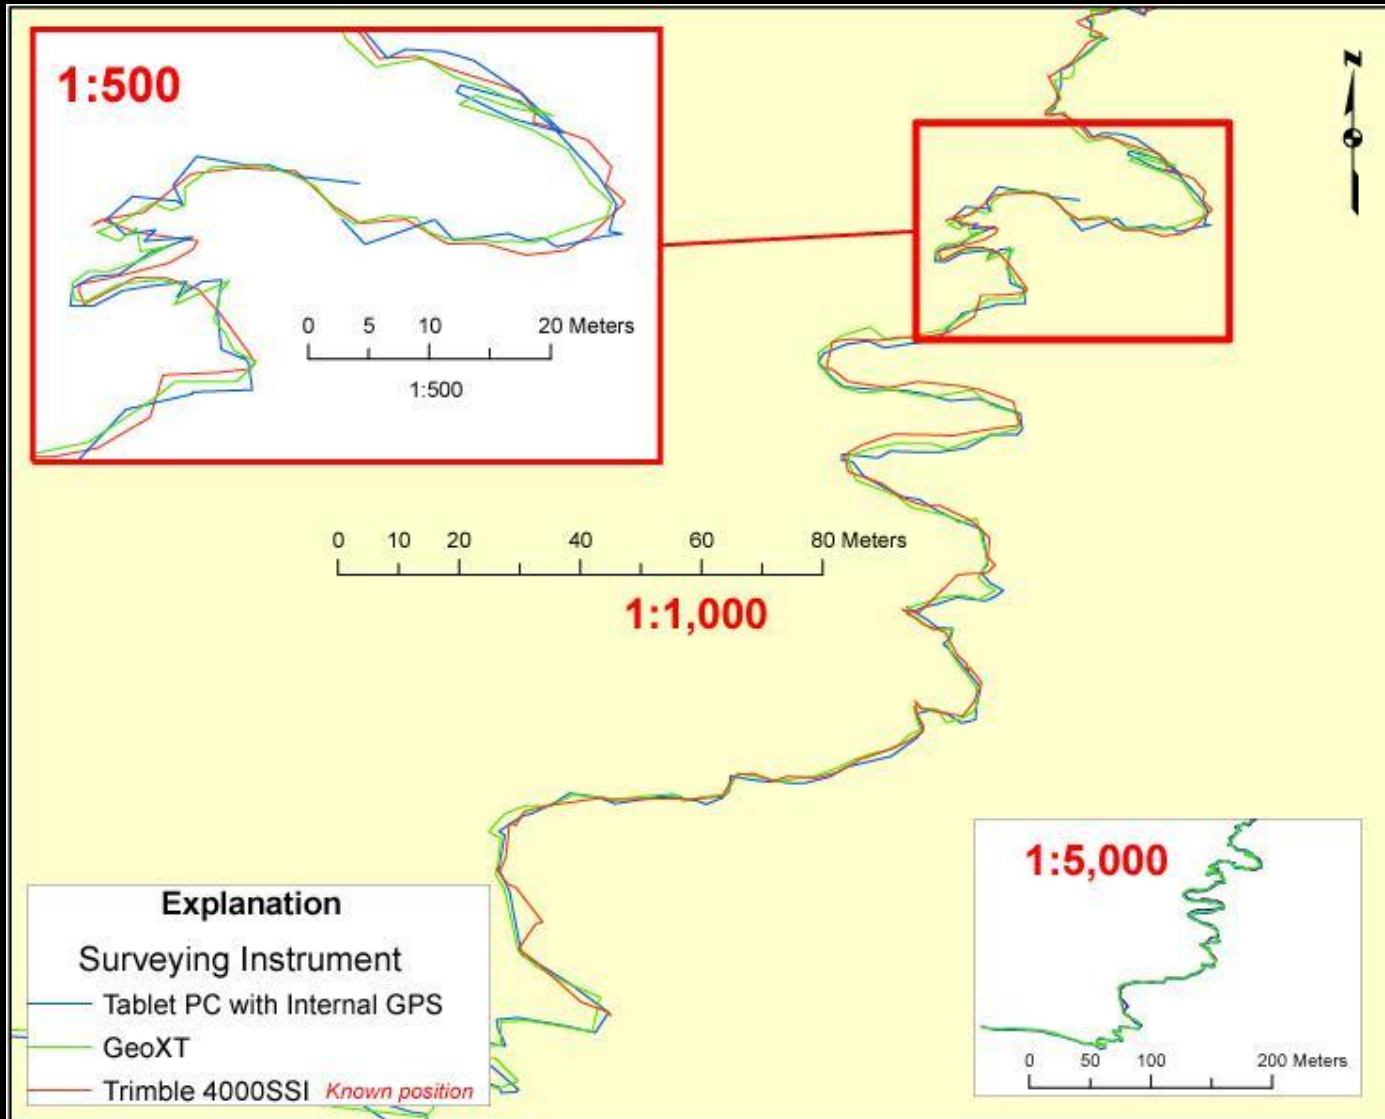 1:500
0 5 10 20 Meters
1:500
N
0 10 20 40 60 80 Meters
1:1,000
1:5,000
0 50 100 200 Meters
Explanation
Surveying Instrument
Tablet PC with Internal GPS
GeoXT
Trimble 4000SSI Known position